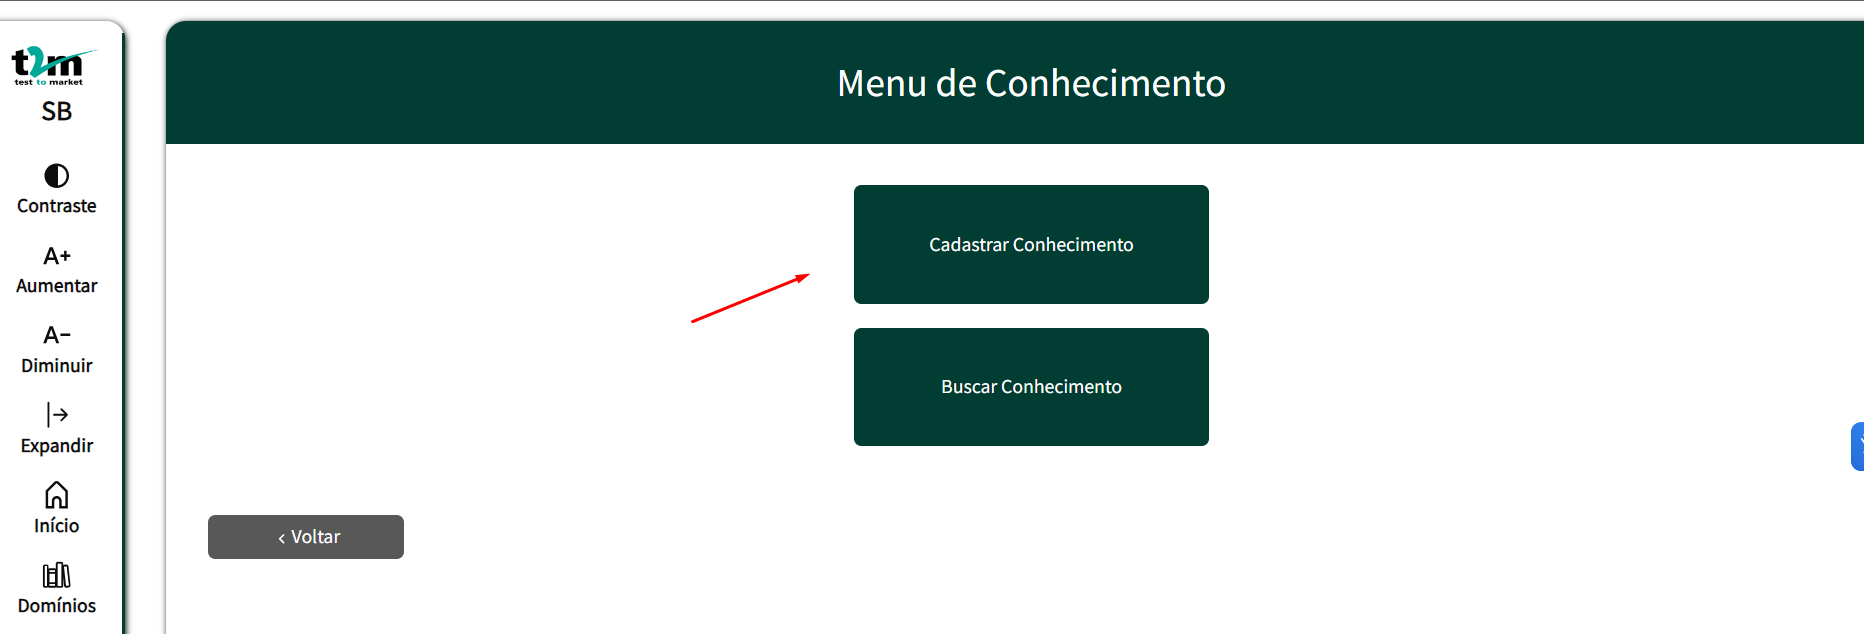 t2m
test to market
SB
Contraste
A+
Aumentar
A-
Diminuir
Expandir
Início
Domínios
Menu de Conhecimento
Cadastrar Conhecimento
Buscar Conhecimento
‹ Voltar